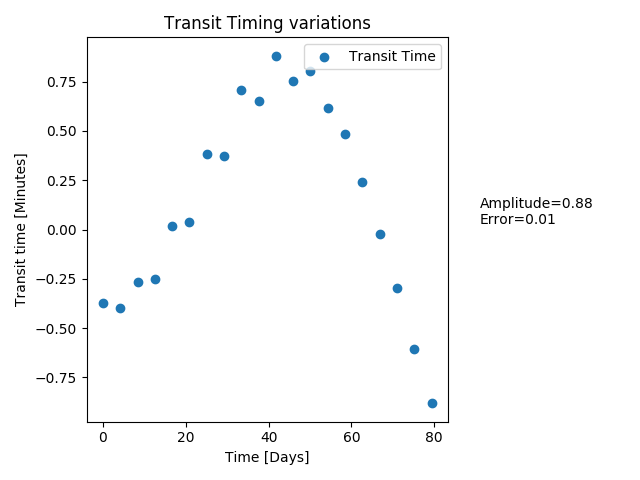 Transit Timing variations
Transit Time
0.75
0.50
0.25
0.00
−0.25
−0.50
−0.75
Transit time [Minutes]
0 20 40 60 80
Time [Days]
Amplitude=0.88
Error=0.01